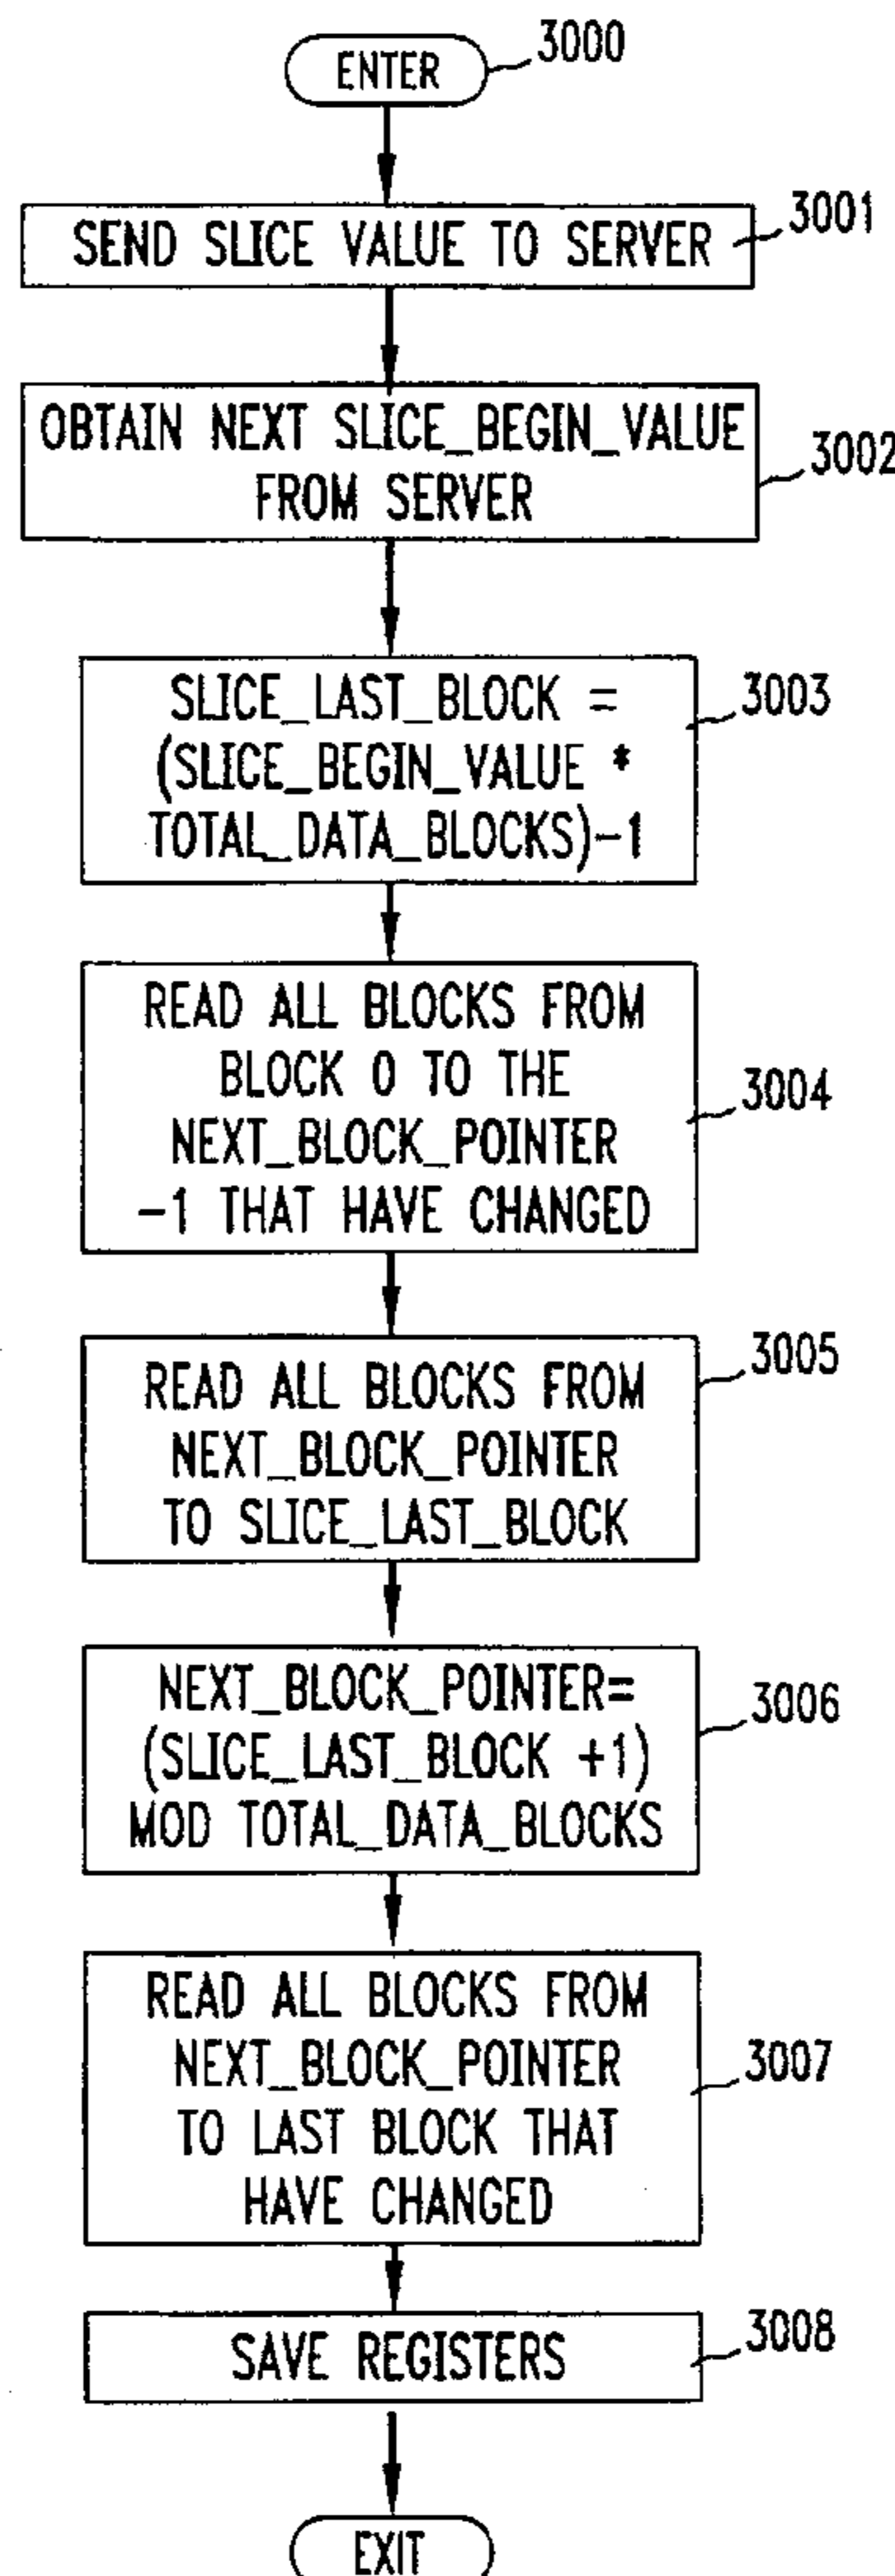 ENTER
3000
SEND SLICE VALUE TO SERVER
3001
OBTAIN NEXT SLICE_BEGIN_VALUE
FROM SERVER
3002
SLICE_LAST_BLOCK =
(SLICE_BEGIN_VALUE *
TOTAL_DATA_BLOCKS)-1
3003
READ ALL BLOCKS FROM
BLOCK 0 TO THE
NEXT_BLOCK_POINTER
-1 THAT HAVE CHANGED
3004
READ ALL BLOCKS FROM
NEXT_BLOCK_POINTER
TO SLICE_LAST_BLOCK
3005
NEXT_BLOCK_POINTER=
(SLICE_LAST_BLOCK +1)
MOD TOTAL_DATA_BLOCKS
3006
READ ALL BLOCKS FROM
NEXT_BLOCK_POINTER
TO LAST BLOCK THAT
HAVE CHANGED
3007
SAVE REGISTERS
3008
EXIT